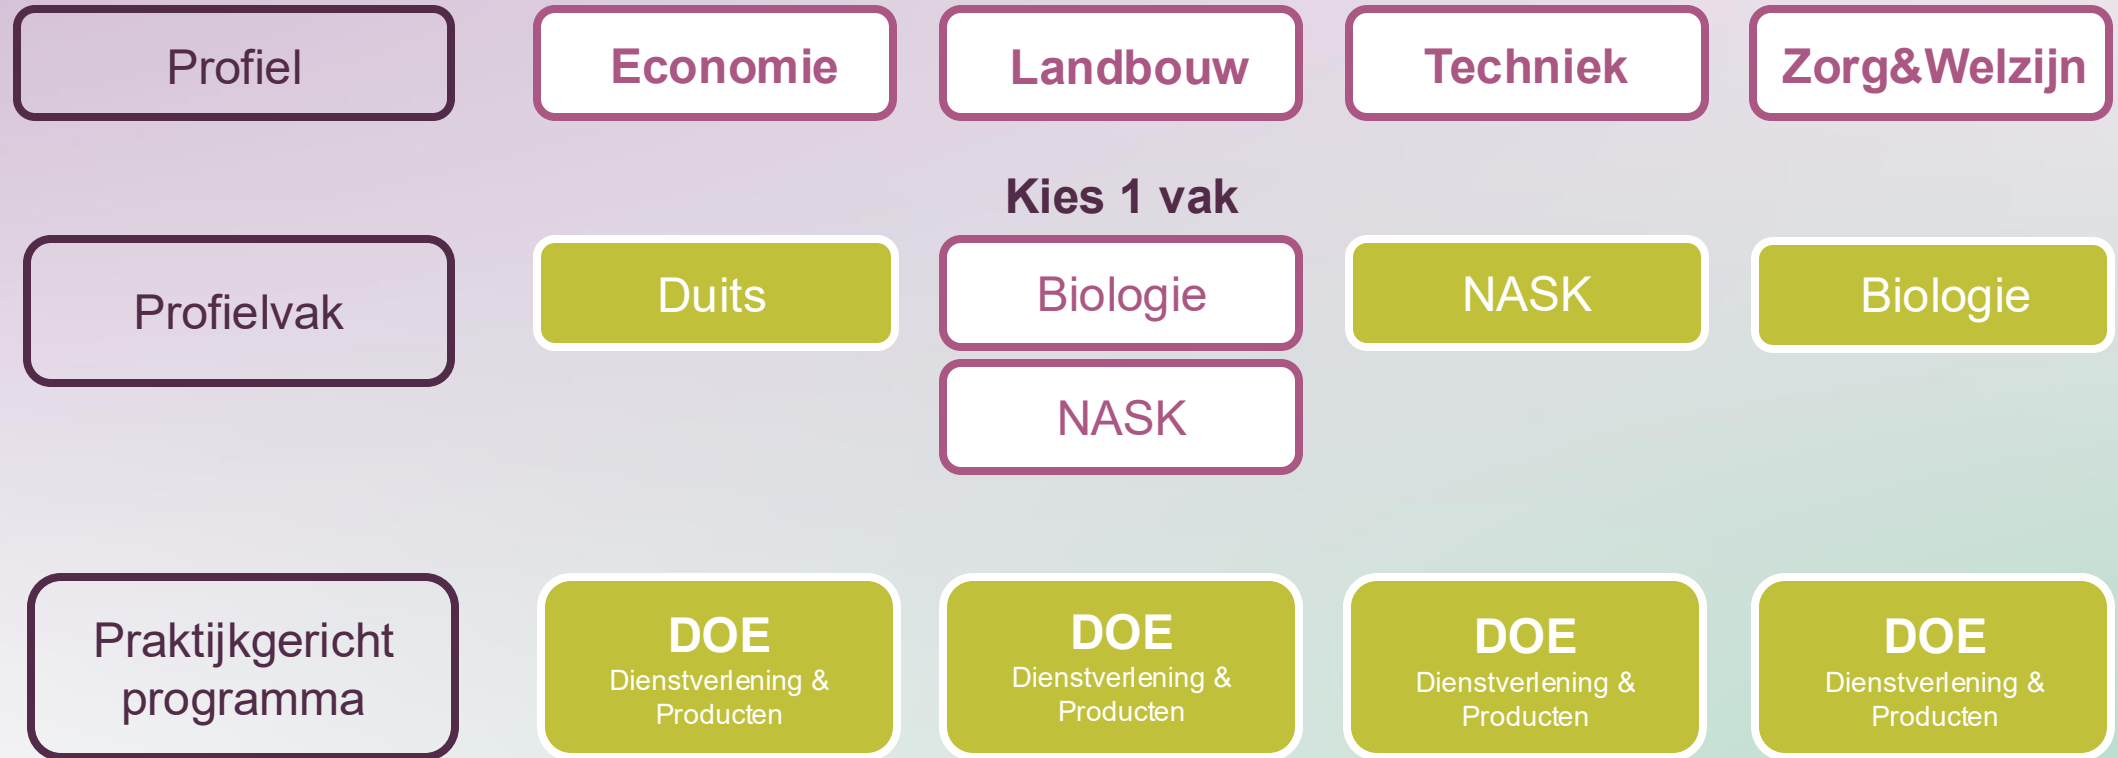 Profiel
Economie
Landbouw
Techniek
Zorg&Welzijn
Kies 1 vak
Profielvak
Duits
Biologie
NASK
NASK
Biologie
Praktijkgericht
programma
DOE
Dienstverlening &
Producten
DOE
Dienstverlening &
Producten
DOE
Dienstverlening &
Producten
DOE
Dienstverlening &
Producten